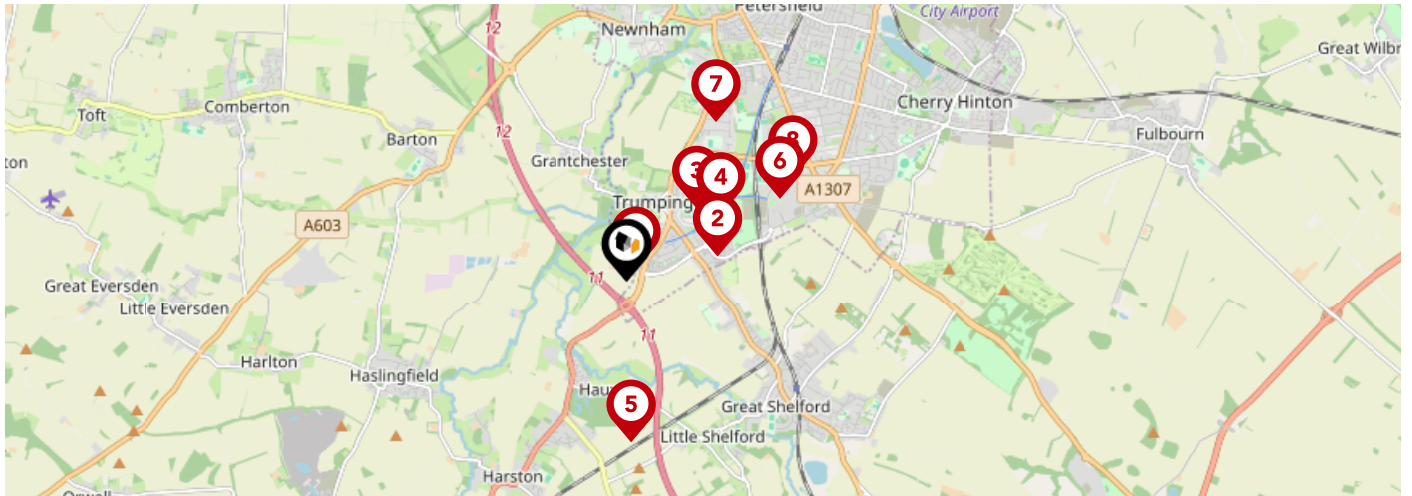 12
Newnham
Petersfield
City Airport
Great Wilbr
7
Toft
Comberton
Cherry Hinton
12
Barton
8
Fulbourn
ton
Grantchester
3
4
6
A1307
Trumping
2
A603
11
Great Eversden
Little Eversden
11
Harlton
Haslingfield
Hau
5
Great Shelford
Little Shelford
Harston
Orwell